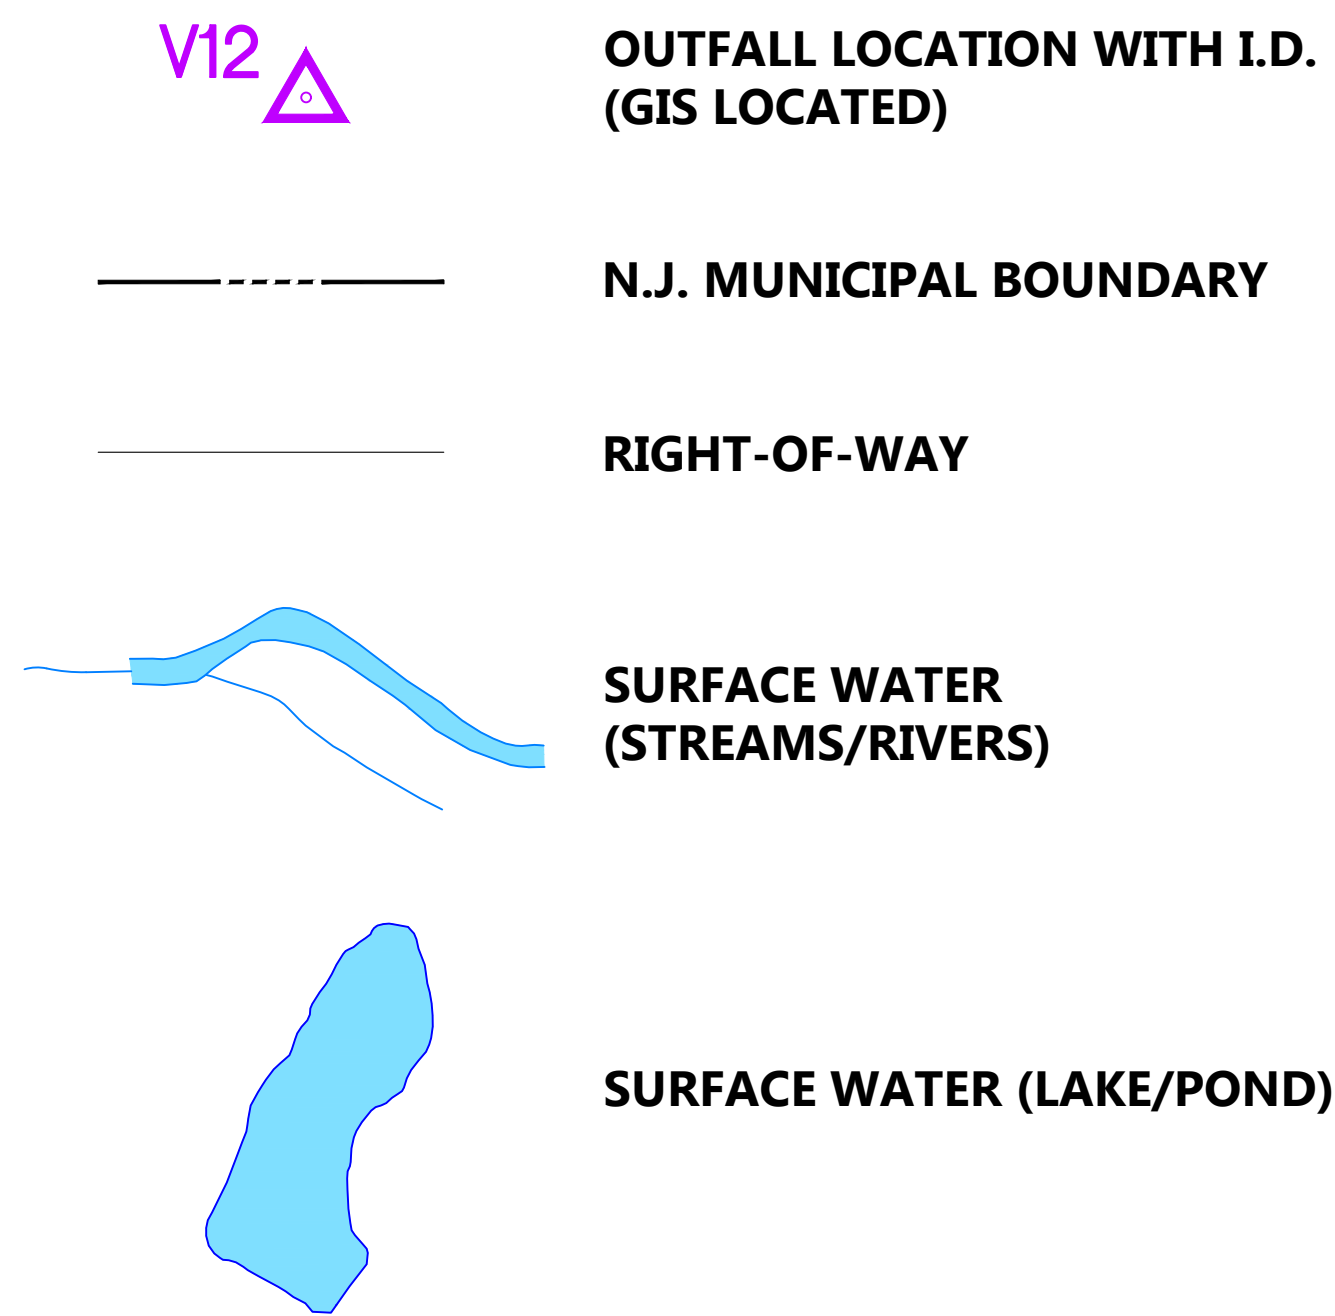 V12
OUTFALL LOCATION WITH I.D.
(GIS LOCATED)
N.J. MUNICIPAL BOUNDARY
RIGHT-OF-WAY
SURFACE WATER
(STREAMS/RIVERS)
SURFACE WATER (LAKE/POND)